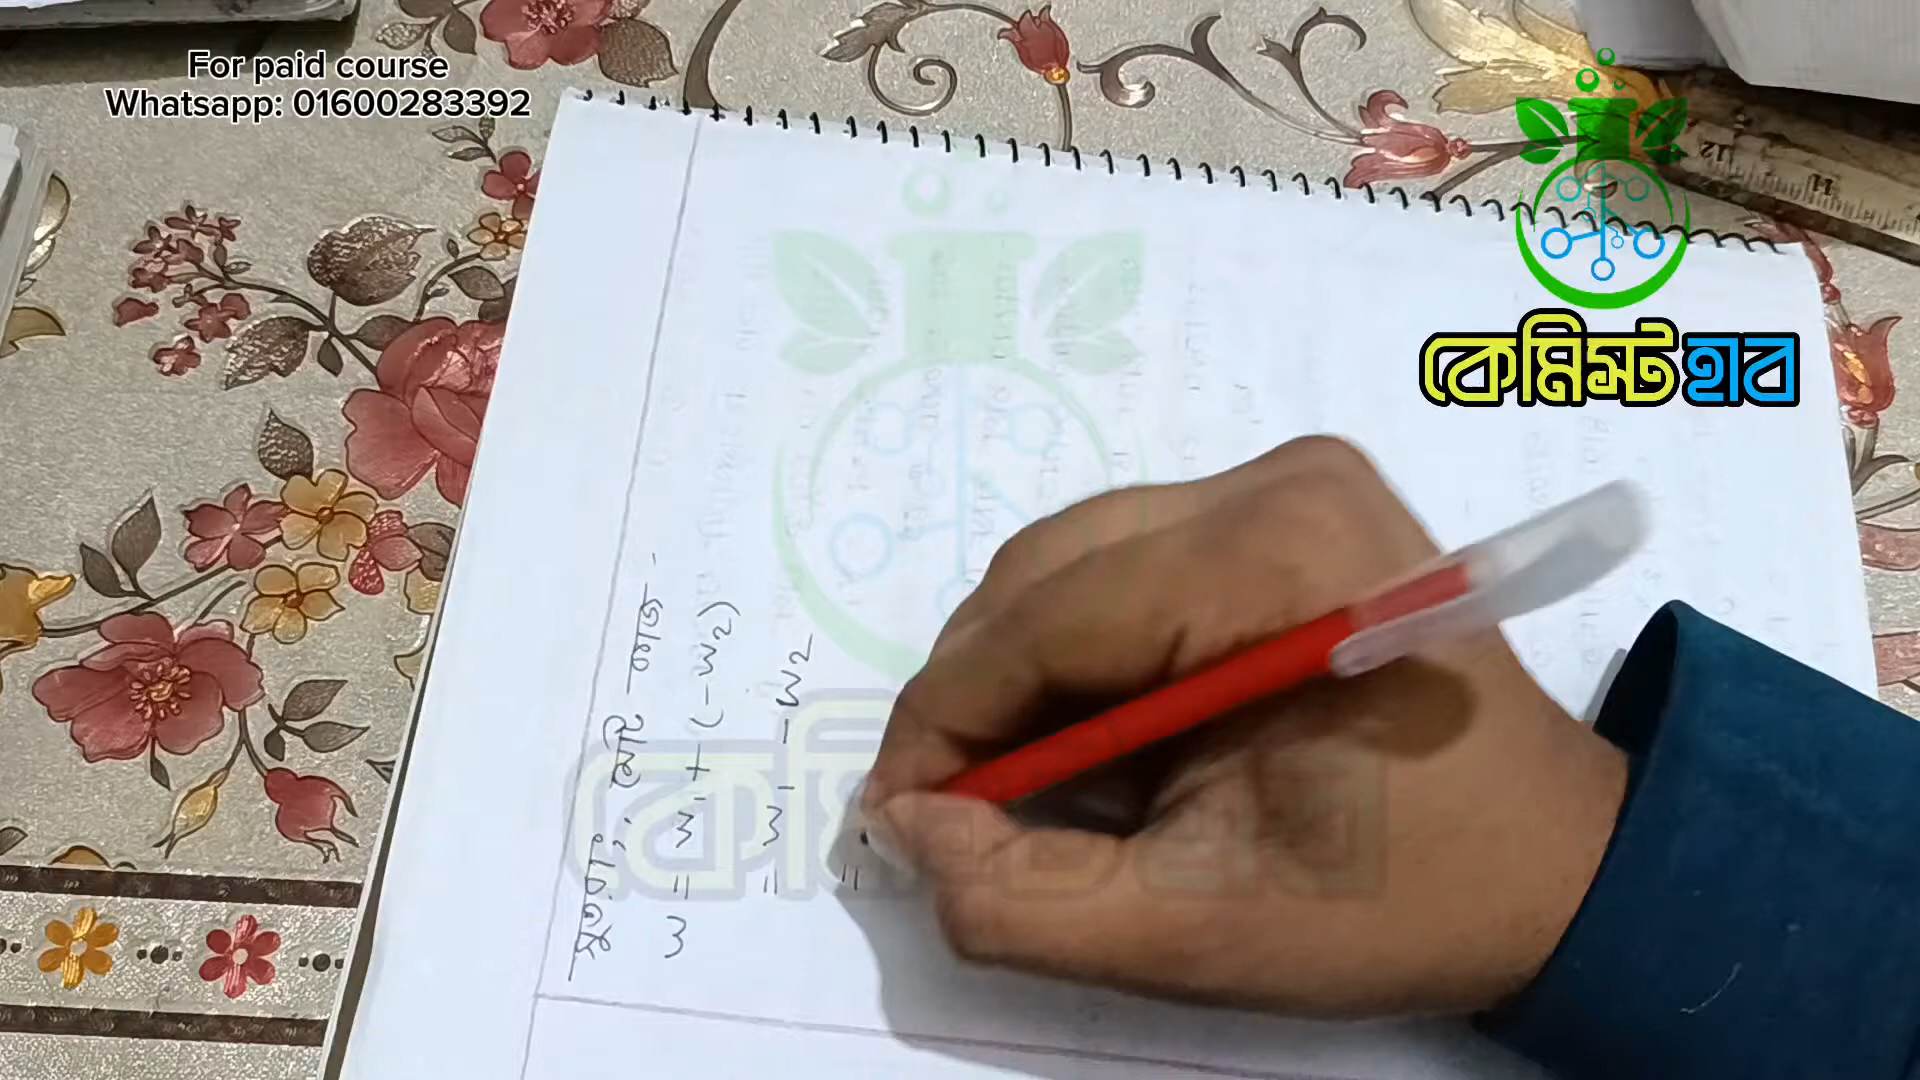 For paid course
Whatsapp: 01600283392
কেমিস্ট হাব
সুতরাং, মোট কাজ -
w = w₁ + (-w₂)
= w₁ - w₂
=